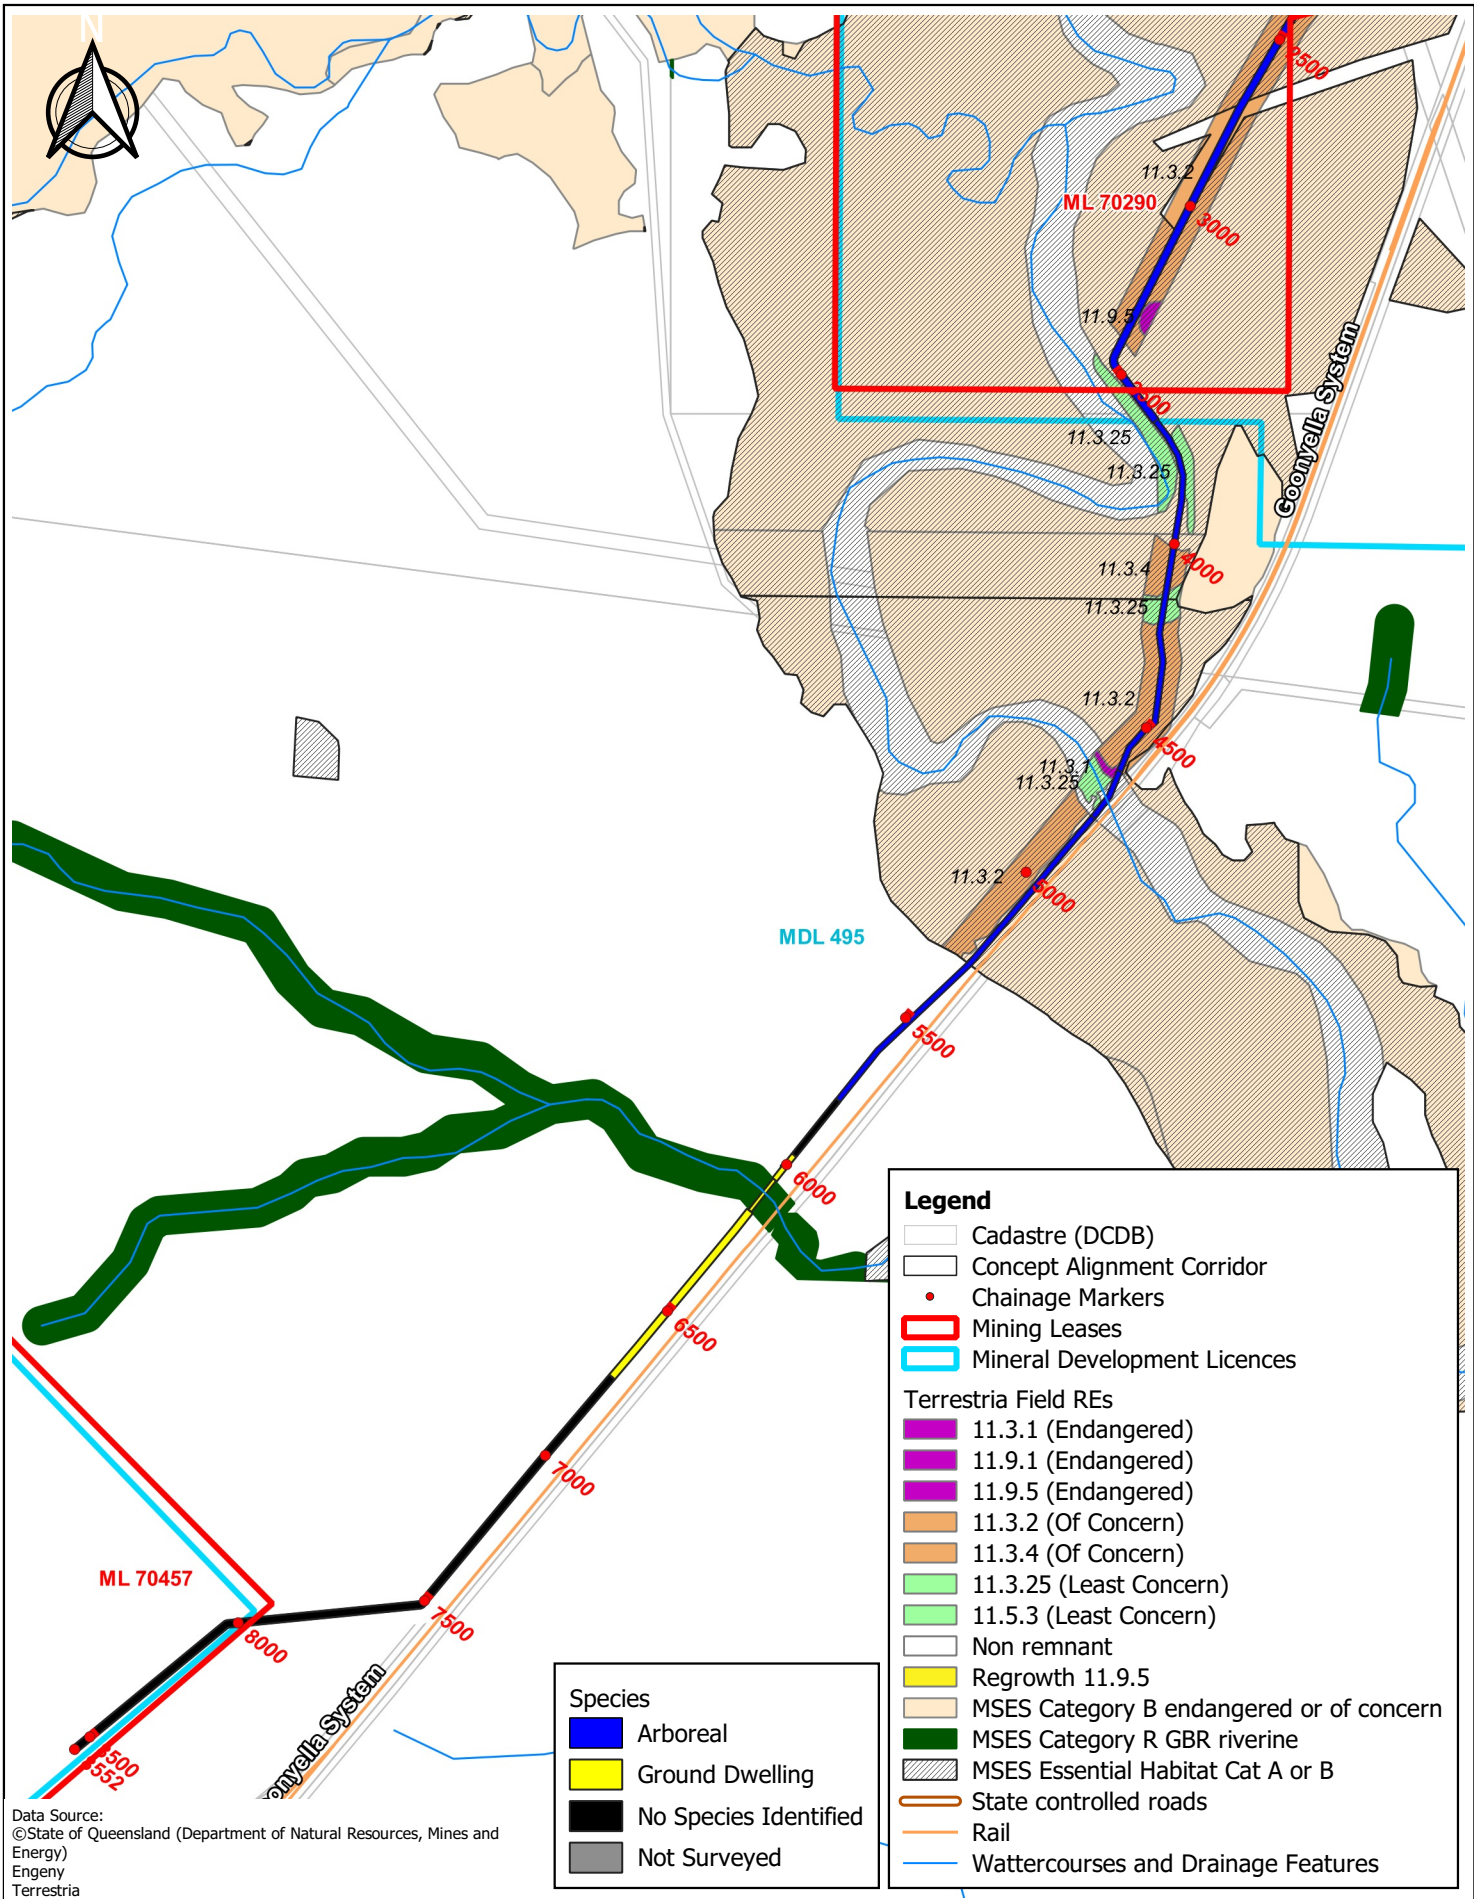 N
2500
11.3.2
ML 70290
3000
11.9.5
Goonyella System
11.3.25
11.3.25
11.3.4
4000
11.3.25
11.3.2
4500
11.3.1
11.3.25
11.3.2
5000
MDL 495
5500
6000
6500
7000
ML 70457
7500
8000
8552
onyella System
Legend
Cadastre (DCDB)
Concept Alignment Corridor
Chainage Markers
Mining Leases
Mineral Development Licences
Terrestria Field REs
11.3.1 (Endangered)
11.9.1 (Endangered)
11.9.5 (Endangered)
11.3.2 (Of Concern)
11.3.4 (Of Concern)
11.3.25 (Least Concern)
11.5.3 (Least Concern)
Non remnant
Regrowth 11.9.5
MSES Category B endangered or of concern
MSES Category R GBR riverine
MSES Essential Habitat Cat A or B
State controlled roads
Rail
Wattercourses and Drainage Features
Species
Arboreal
Ground Dwelling
No Species Identified
Not Surveyed
Data Source:
©State of Queensland (Department of Natural Resources, Mines and
Energy)
Engeny
Terrestria